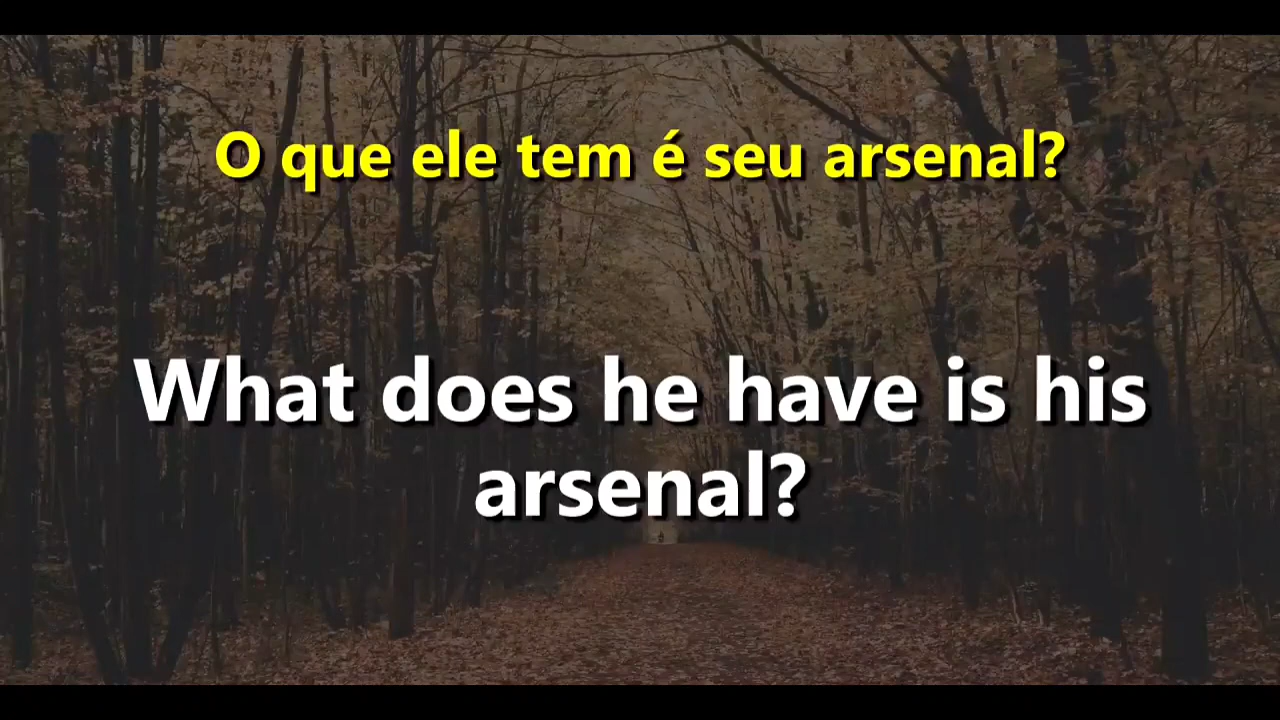 O que ele tem é seu arsenal?
What does he have is his
arsenal?